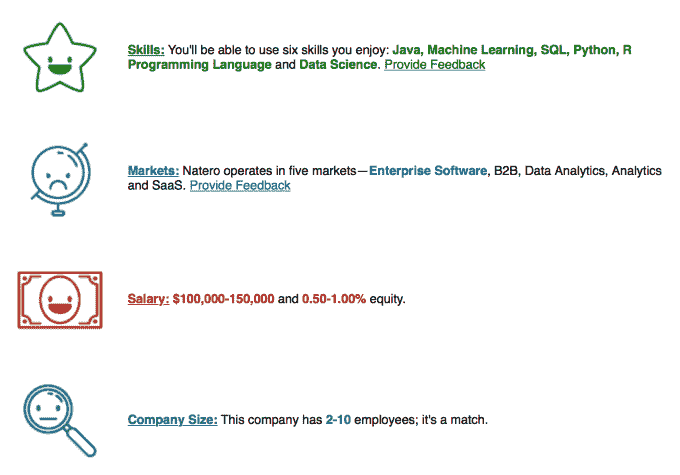 Skills: You'll be able to use six skills you enjoy: Java, Machine Learning, SQL, Python, R
Programming Language and Data Science. Provide Feedback
Markets: Natero operates in five markets—Enterprise Software, B2B, Data Analytics, Analytics
and SaaS. Provide Feedback
Salary: $100,000-150,000 and 0.50-1.00% equity.
Company Size: This company has 2-10 employees; it's a match.